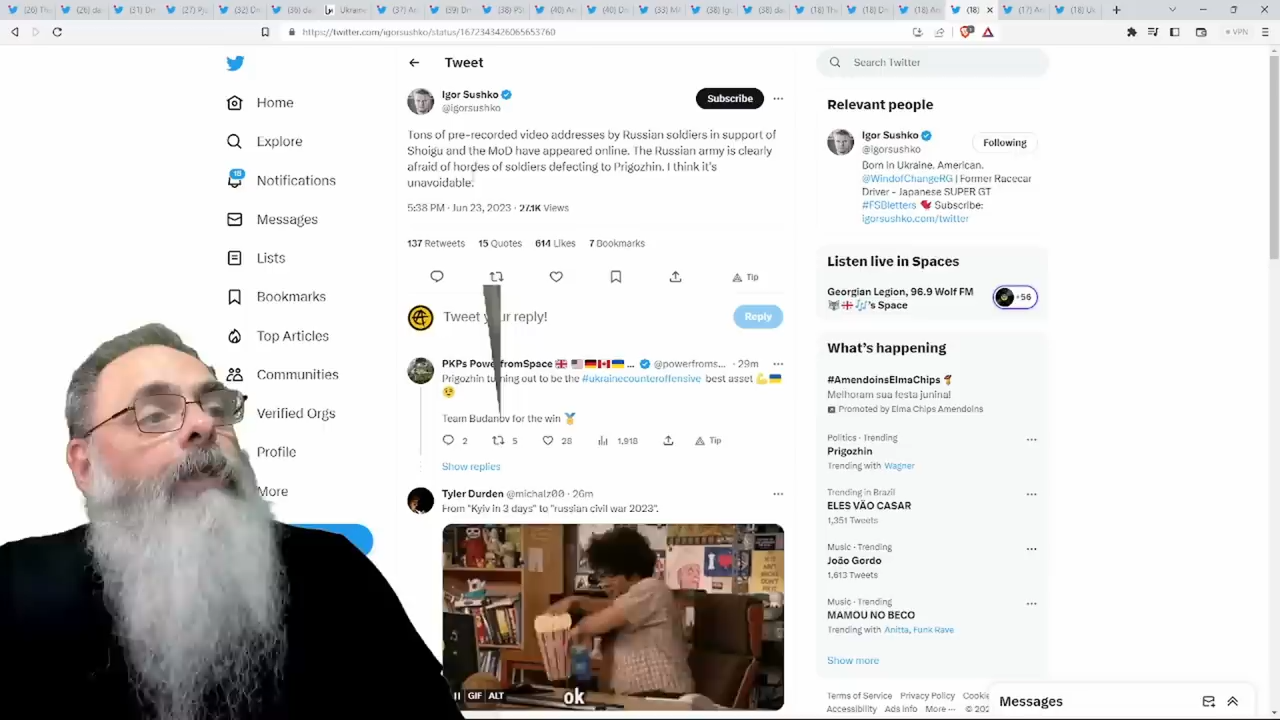 https://twitter.com/igorsushko/status/1672343426065653760
VPN
Home
Explore
18
Notifications
Messages
Lists
Bookmarks
Top Articles
Communities
Verified Orgs
Profile
More
Tweet
Igor Sushko
@igorsushko
Subscribe
Tons of pre-recorded video addresses by Russian soldiers in support of
Shoigu and the MoD have appeared online. The Russian army is clearly
afraid of hordes of soldiers defecting to Prigozhin. I think it's
unavoidable.
5:38 PM · Jun 23, 2023 · 27.1K Views
137 Retweets 15 Quotes 614 Likes 7 Bookmarks
Tip
Tweet your reply!
Reply
PKPs PowerfromSpace 🇬🇧 🇺🇸 🇩🇪 🇨🇦 🇺🇦 ... @powerfroms... · 29m
Prigozhin turning out to be the #ukrainecounteroffensive best asset 💪🇺🇦
😉
Team Budanov for the win 🏅
2 5 28 1,918 Tip
Show replies
Tyler Durden @michalz00 · 26m
From "Kyiv in 3 days" to "russian civil war 2023".
GIF ALT
ok
Search Twitter
Relevant people
Igor Sushko
@igorsushko
Following
Born in Ukraine. American.
@WindofChangeRG | Former Racecar
Driver - Japanese SUPER GT
#FSBletters Subscribe:
igorsushko.com/twitter
Listen live in Spaces
Georgian Legion, 96.9 Wolf FM
🐺🇬🇪🎶's Space
+56
What's happening
#AmendoinsElmaChips
Melhoram sua festa junina!
Promoted by Elma Chips Amendoins
Politics · Trending
Prigozhin
Trending with Wagner
Trending in Brazil
ELES VÃO CASAR
1,351 Tweets
Music · Trending
João Gordo
1,613 Tweets
Music · Trending
MAMOU NO BECO
Trending with Anitta, Funk Rave
Show more
Terms of Service Privacy Policy
Accessibility Ads info More ···
Messages